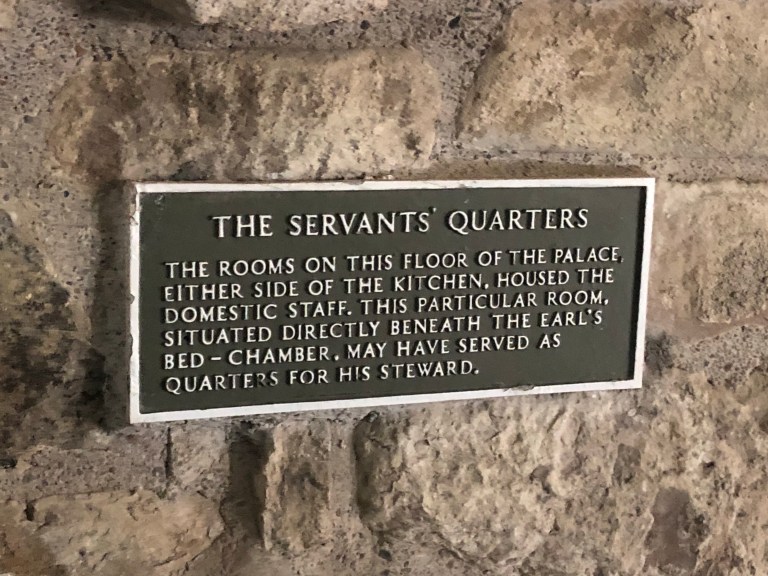 THE SERVANTS' QUARTERS
THE ROOMS ON THIS FLOOR OF THE PALACE,
EITHER SIDE OF THE KITCHEN, HOUSED THE
DOMESTIC STAFF. THIS PARTICULAR ROOM,
SITUATED DIRECTLY BENEATH THE EARL'S
BED-CHAMBER, MAY HAVE SERVED AS
QUARTERS FOR HIS STEWARD.